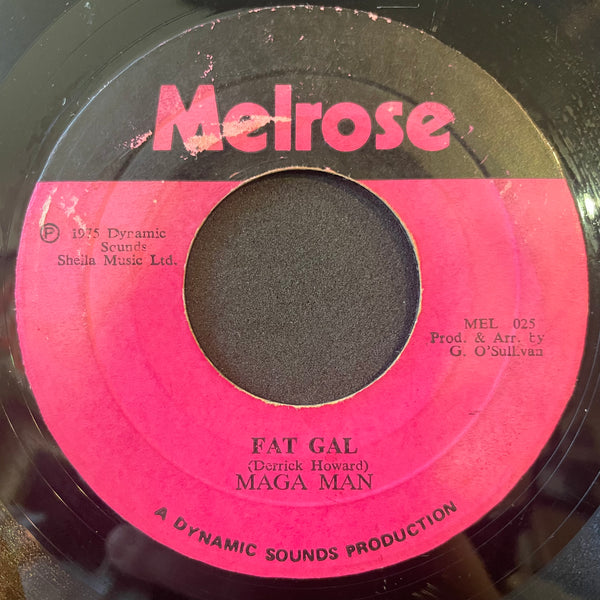 Melrose
℗ 1975 Dynamic
Sounds
Sheila Music Ltd.
MEL 025
Prod. & Arr. by
G. O'Sullivan
FAT GAL
(Derrick Howard)
MAGA MAN
A DYNAMIC SOUNDS PRODUCTION